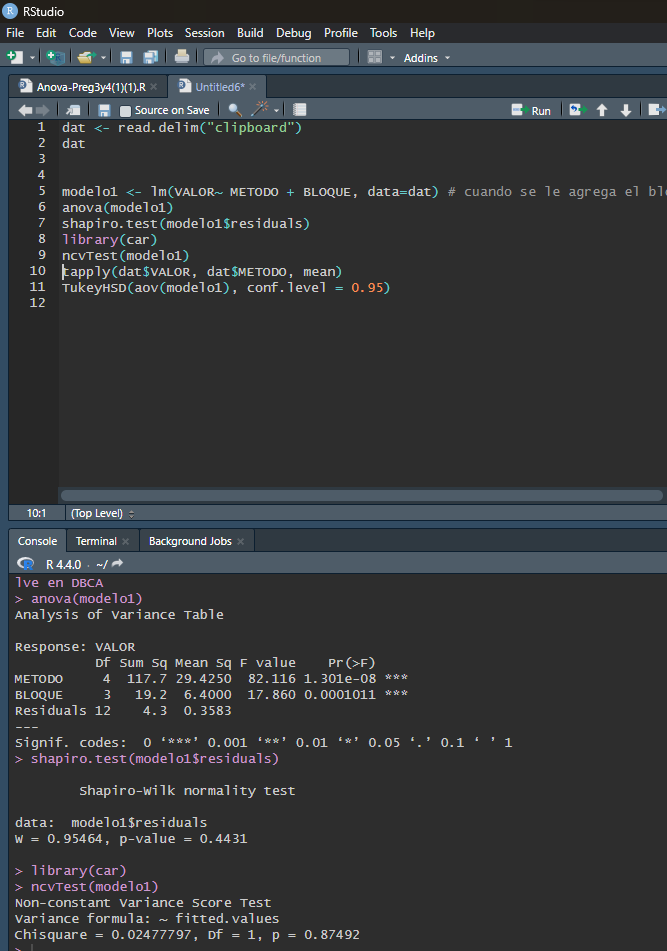 RStudio
File Edit Code View Plots Session Build Debug Profile Tools Help
Go to file/function Addins
Anova-Preg3y4(1)(1).R × Untitled6* ×
Source on Save Run
1 dat <- read.delim("clipboard")
2 dat
3
4
5 modelo1 <- lm(VALOR~ METODO + BLOQUE, data=dat) # cuando se le agrega el
6 anova(modelo1)
7 shapiro.test(modelo1$residuals)
8 library(car)
9 ncvTest(modelo1)
10 tapply(dat$VALOR, dat$METODO, mean)
11 TukeyHSD(aov(modelo1), conf.level = 0.95)
12
10:1 (Top Level)
Console Terminal × Background Jobs ×
R 4.4.0 · ~/
lve en DBCA
> anova(modelo1)
Analysis of Variance Table
Response: VALOR
Df Sum Sq Mean Sq F value Pr(>F)
METODO 4 117.7 29.4250 82.116 1.301e-08 ***
BLOQUE 3 19.2 6.4000 17.860 0.0001011 ***
Residuals 12 4.3 0.3583
---
Signif. codes: 0 ‘***’ 0.001 ‘**’ 0.01 ‘*’ 0.05 ‘.’ 0.1 ‘ ’ 1
> shapiro.test(modelo1$residuals)
Shapiro-Wilk normality test
data: modelo1$residuals
W = 0.95464, p-value = 0.4431
> library(car)
> ncvTest(modelo1)
Non-constant Variance Score Test
Variance formula: ~ fitted.values
Chisquare = 0.02477797, Df = 1, p = 0.87492
>